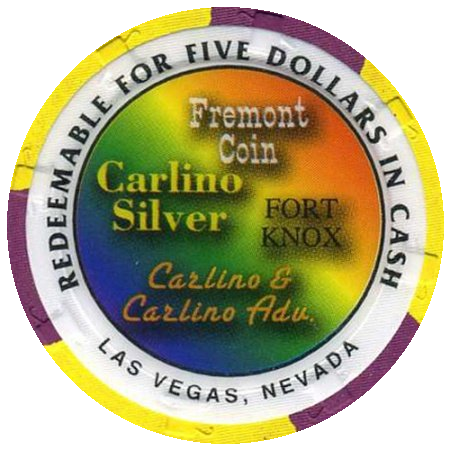 REDEEMABLE FOR FIVE DOLLARS IN CASH
Fremont
Coin
Carlino
Silver
FORT
KNOX
Carlino &
Carlino Adv.
LAS VEGAS, NEVADA